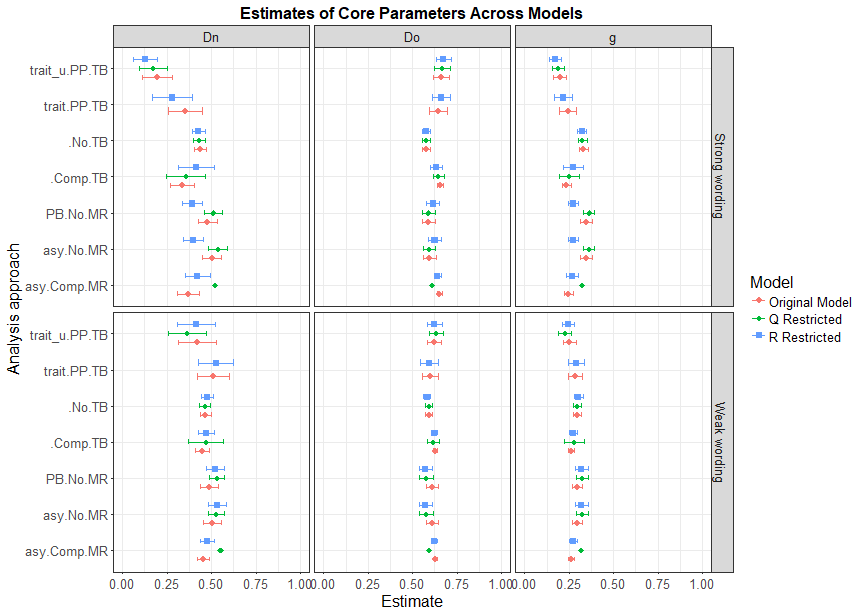 Estimates of Core Parameters Across Models
Dn Do g
trait_u.PP.TB
trait.PP.TB
.No.TB
.Comp.TB
PB.No.MR
asy.No.MR
asy.Comp.MR
Strong wording
trait_u.PP.TB
trait.PP.TB
.No.TB
.Comp.TB
PB.No.MR
asy.No.MR
asy.Comp.MR
Weak wording
Analysis approach
0.00 0.25 0.50 0.75 1.00 0.00 0.25 0.50 0.75 1.00 0.00 0.25 0.50 0.75 1.00
Estimate
Model
Original Model
Q Restricted
R Restricted